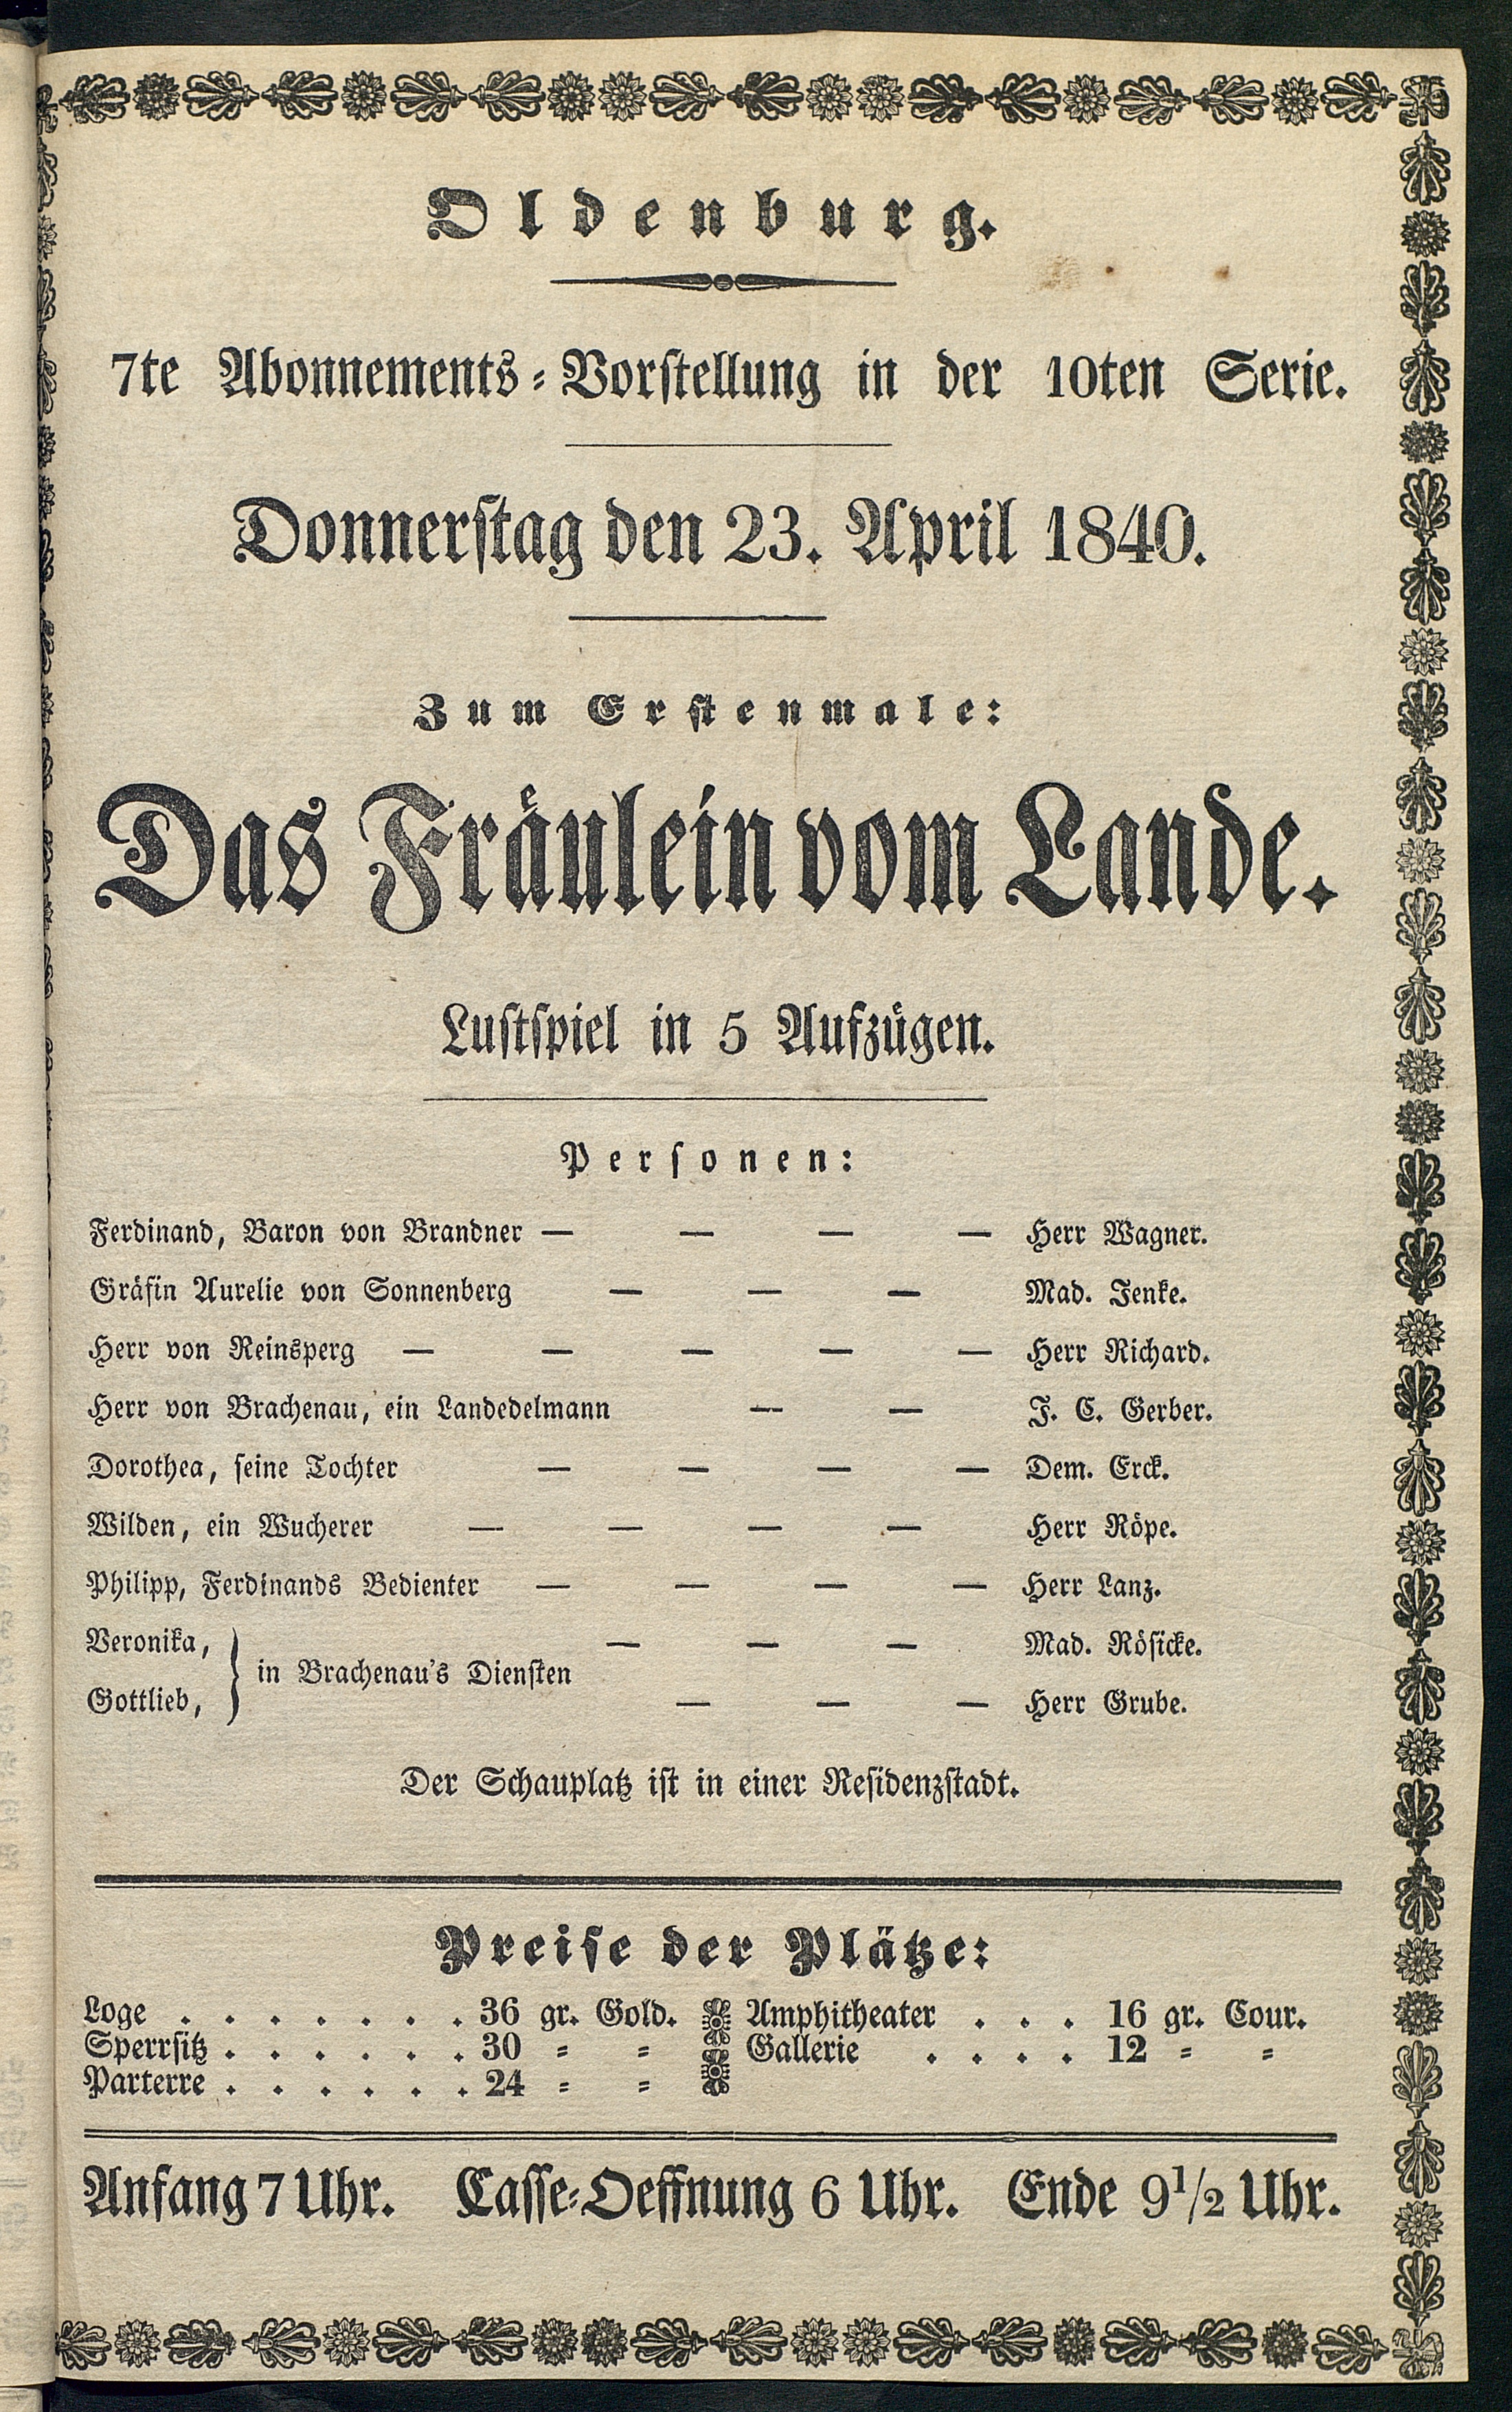 Oldenburg.
7te Abonnements-Vorstellung in der 10ten Serie.
Donnerstag den 23. April 1840.
Zum Erstenmale:
Das Fräulein vom Lande.
Lustspiel in 5 Aufzügen.
Personen:
Ferdinand, Baron von Brandner — — — — Herr Wagner.
Gräfin Aurelie von Sonnenberg — — — Mad. Jenke.
Herr von Reinsperg — — — — — Herr Richard.
Herr von Brachenau, ein Landedelmann — — J. C. Gerber.
Dorothea, seine Tochter — — — — Dem. Erck.
Wilden, ein Wucherer — — — — Herr Röpe.
Philipp, Ferdinands Bedienter — — — — Herr Lanz.
Veronika, — — — Mad. Rösicke.
} in Brachenau's Diensten
Gottlieb, — — — Herr Grube.
Der Schauplatz ist in einer Residenzstadt.
Preise der Plätze:
Loge . . . . . . . 36 gr. Gold. Amphitheater . . . 16 gr. Cour.
Sperrsitz . . . . . . 30 = = Gallerie . . . . 12 = =
Parterre . . . . . . 24 = =
Anfang 7 Uhr. Casse-Oeffnung 6 Uhr. Ende 9 1/2 Uhr.